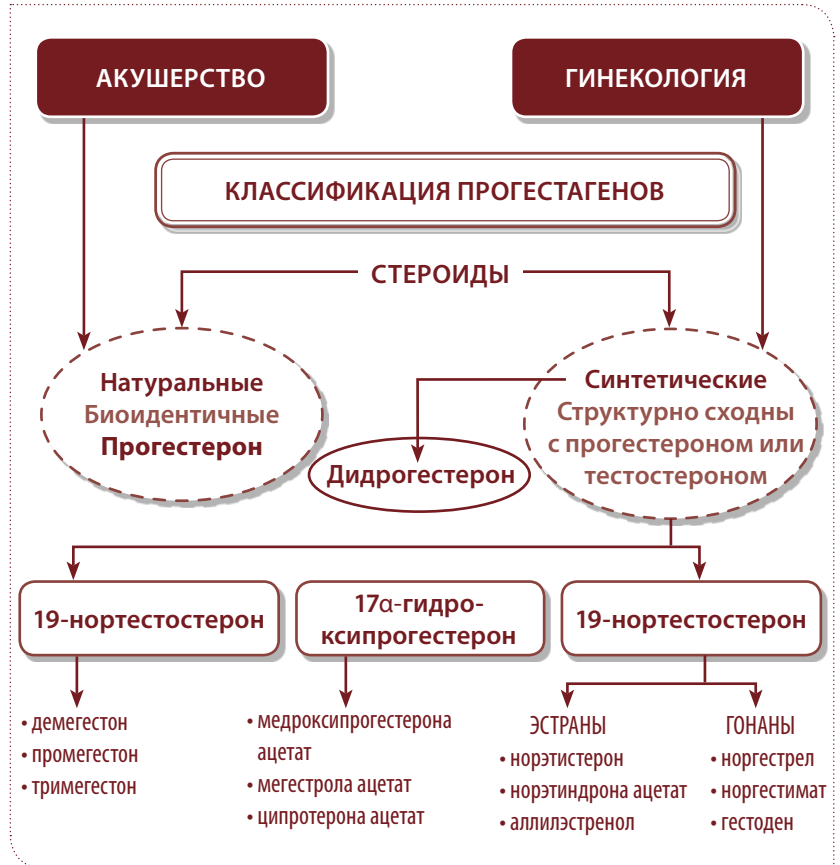 АКУШЕРСТВО
ГИНЕКОЛОГИЯ
КЛАССИФИКАЦИЯ ПРОГЕСТАГЕНОВ
СТЕРОИДЫ
Натуральные
Биоидентичные
Прогестерон
Синтетические
Структурно сходны
с прогестероном или
тестостероном
Дидрогестерон
19-нортестостерон
17α-гидро-
ксипрогестерон
19-нортестостерон
• демегестон
• промегестон
• тримегестон
• медроксипрогестерона
ацетат
• мегестрола ацетат
• ципротерона ацетат
ЭСТРАНЫ
• норэтистерон
• норэтиндрона ацетат
• аллилэстренол
ГОНАНЫ
• норгестрел
• норгестимат
• гестоден